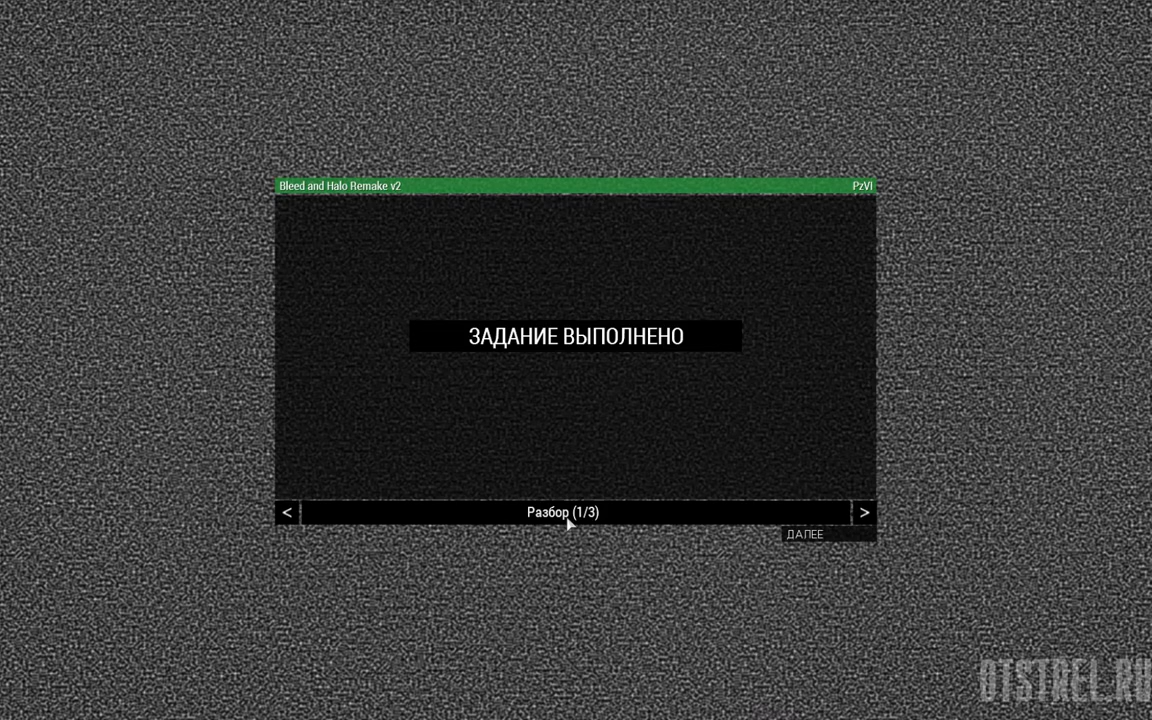 Bleed and Halo Remake v2 PzVI
ЗАДАНИЕ ВЫПОЛНЕНО
< Разбор (1/3) >
ДАЛЕЕ
OTSTREL.RU